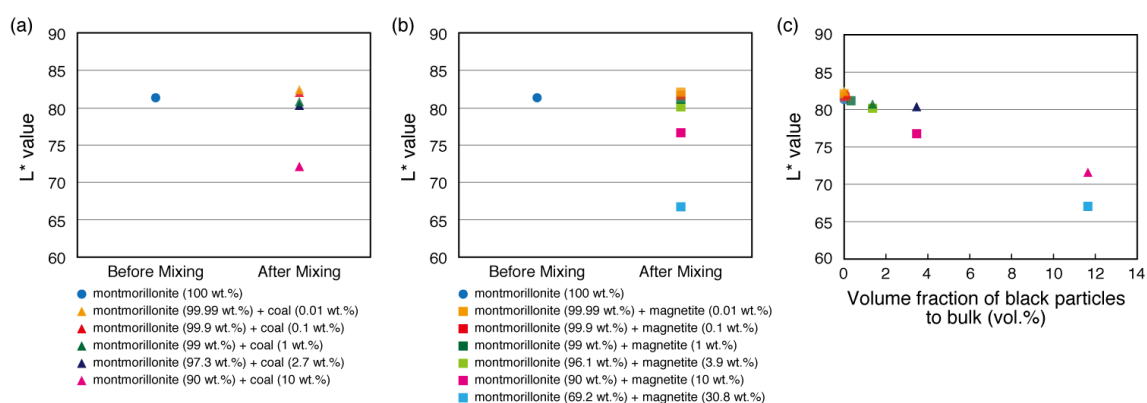 (a)
90
85
80
75
70
65
60
L* value
Before Mixing
After Mixing
montmorillonite (100 wt.%)
montmorillonite (99.99 wt.%) + coal (0.01 wt.%)
montmorillonite (99.9 wt.%) + coal (0.1 wt.%)
montmorillonite (99 wt.%) + coal (1 wt.%)
montmorillonite (97.3 wt.%) + coal (2.7 wt.%)
montmorillonite (90 wt.%) + coal (10 wt.%)
(b)
90
85
80
75
70
65
60
L* value
Before Mixing
After Mixing
montmorillonite (100 wt.%)
montmorillonite (99.99 wt.%) + magnetite (0.01 wt.%)
montmorillonite (99.9 wt.%) + magnetite (0.1 wt.%)
montmorillonite (99 wt.%) + magnetite (1 wt.%)
montmorillonite (96.1 wt.%) + magnetite (3.9 wt.%)
montmorillonite (90 wt.%) + magnetite (10 wt.%)
montmorillonite (69.2 wt.%) + magnetite (30.8 wt.%)
(c)
90
85
80
75
70
65
60
L* value
0 2 4 6 8 10 12 14
Volume fraction of black particles
to bulk (vol.%)